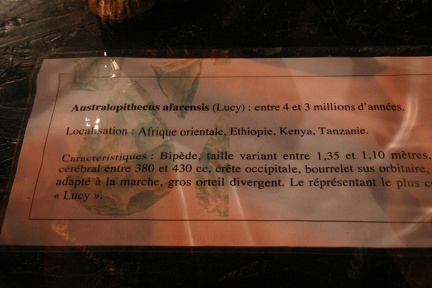 Australopithecus afarensis (Lucy) : entre 4 et 3 millions d'années.
Localisation : Afrique orientale, Ethiopie, Kenya, Tanzanie.
Caractéristiques : Bipède, taille variant entre 1,35 et 1,10 mètres,
cérébral entre 380 et 430 cc, crête occipitale, bourrelet sus orbitaire,
adapté à la marche, gros orteil divergent. Le réprésentant le plus
« Lucy ».